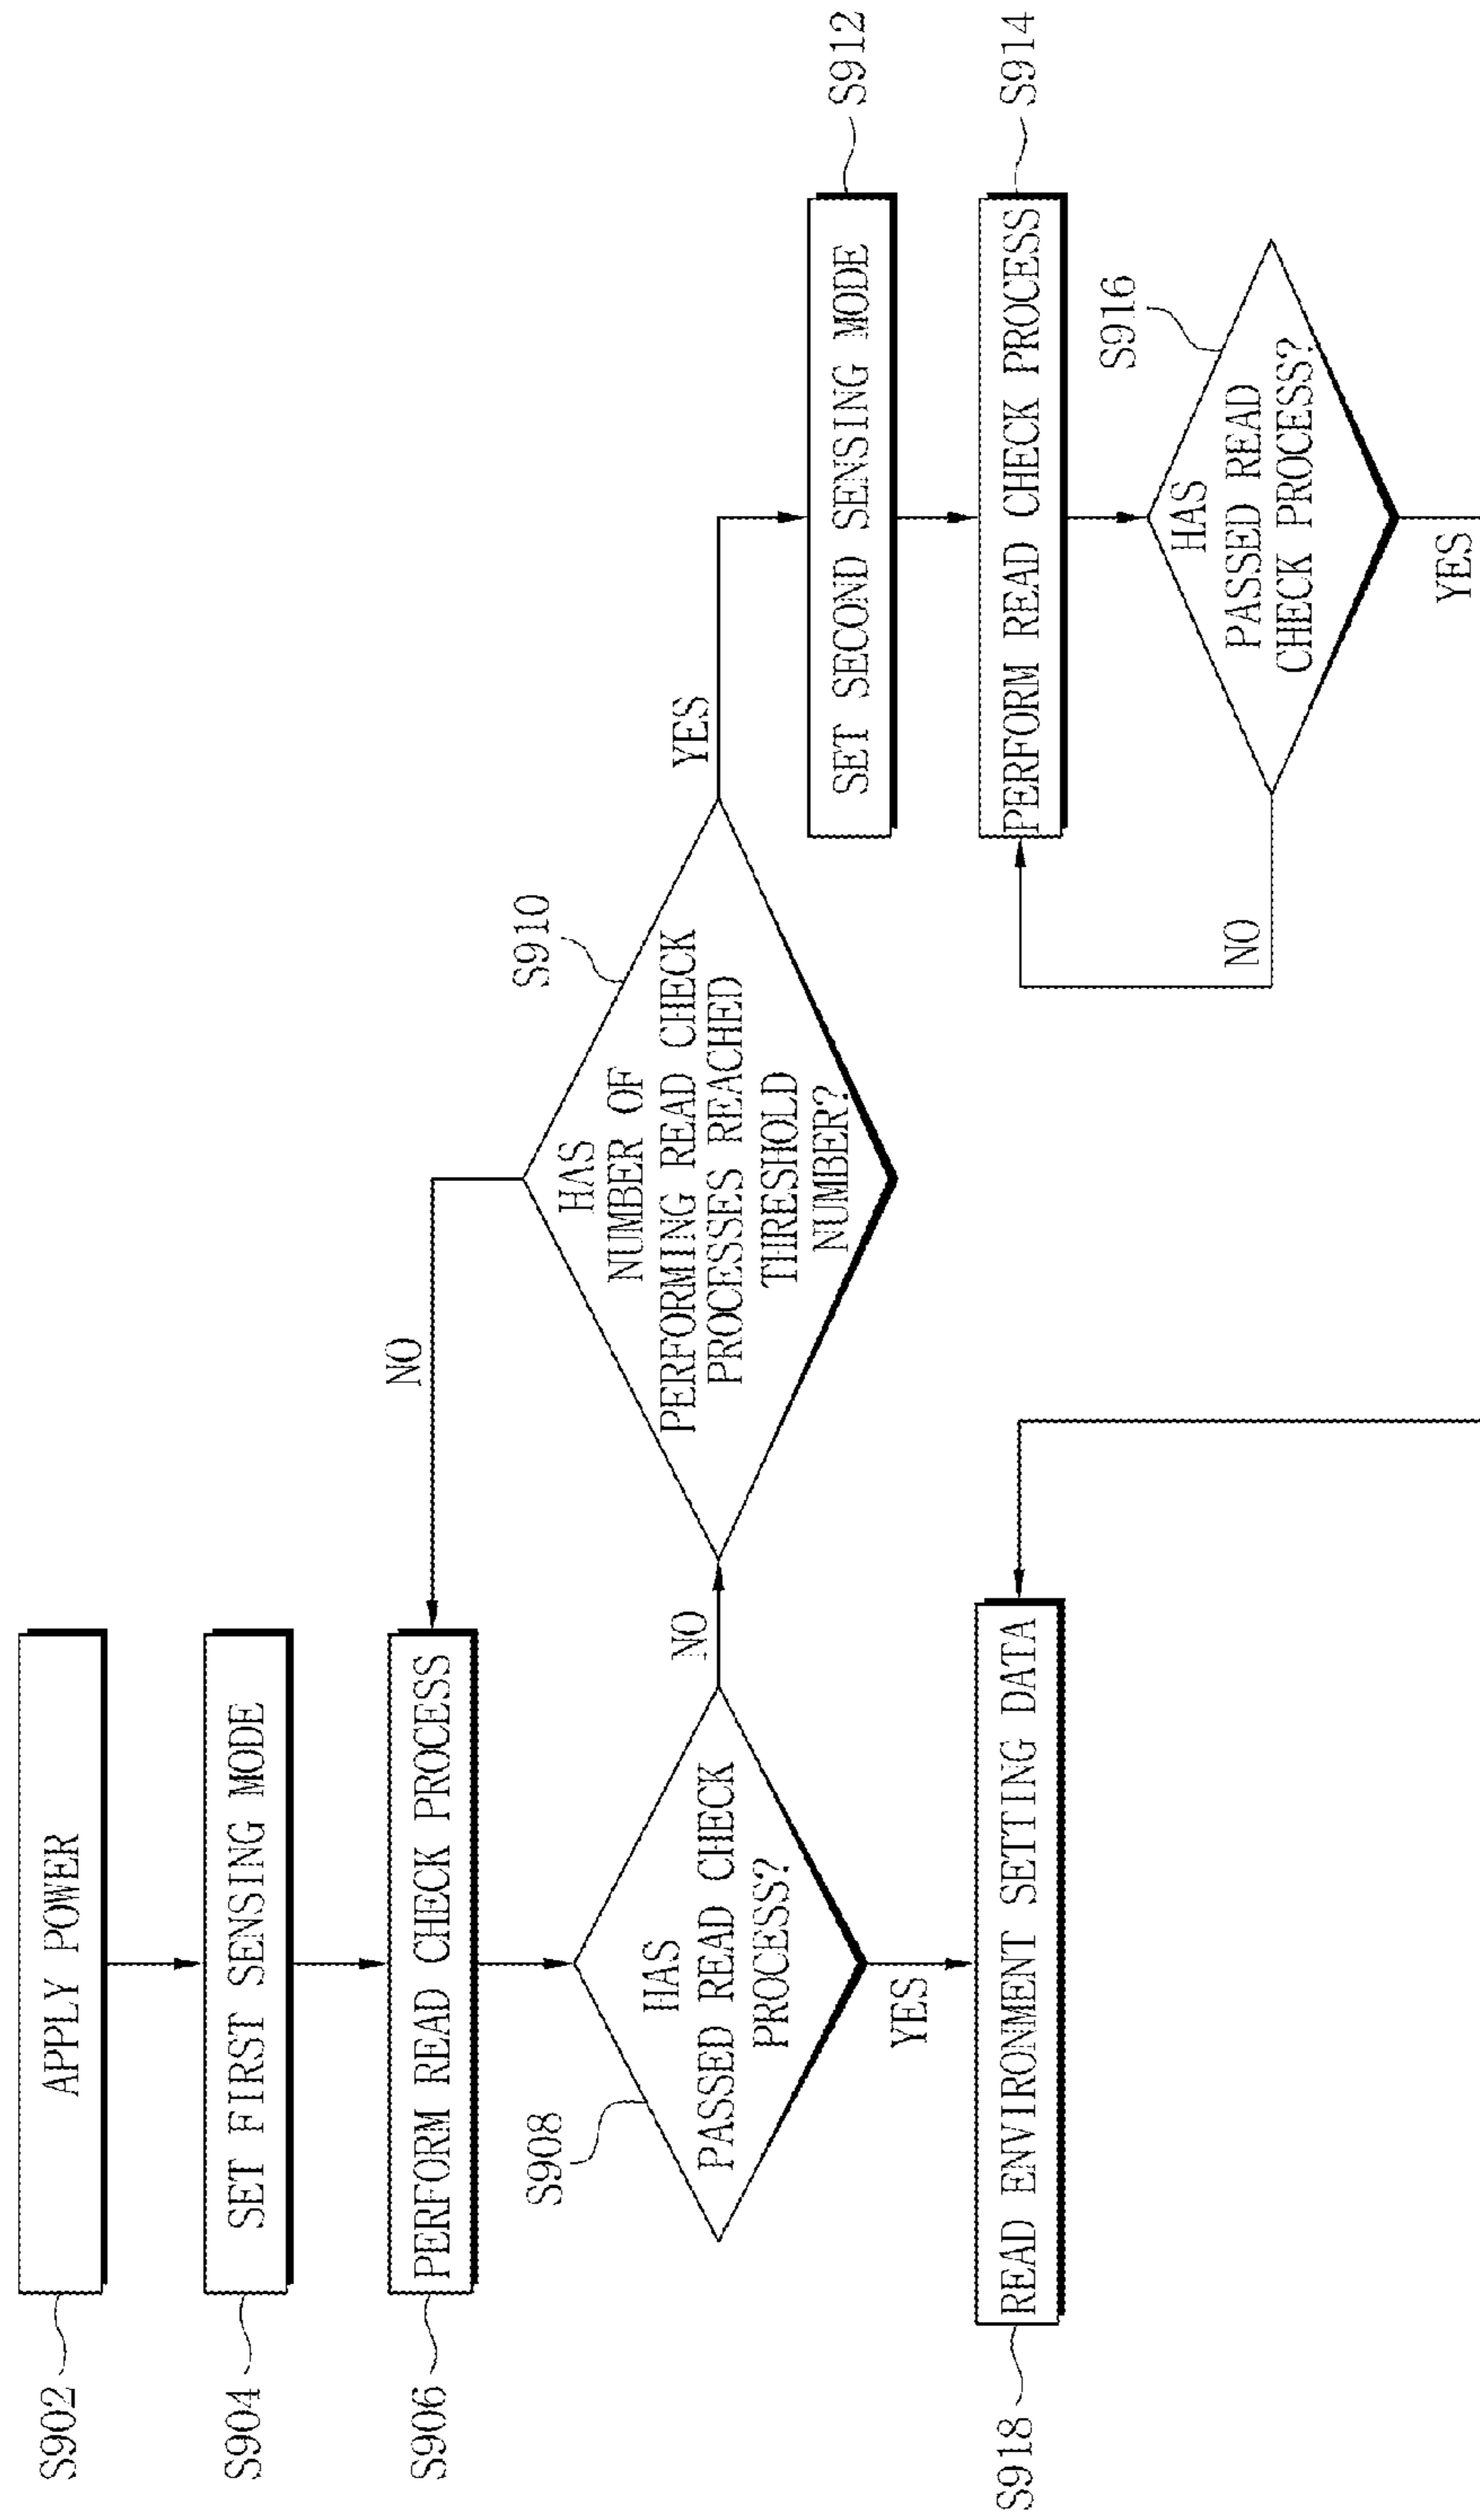 S902
APPLY POWER
S904
SET FIRST SENSING MODE
S906
PERFORM READ CHECK PROCESS
NO
S908
HAS
PASSED READ CHECK
PROCESS?
NO
YES
S910
HAS
NUMBER OF
PERFORMING READ CHECK
PROCESSES REACHED
THRESHOLD
NUMBER?
YES
SET SECOND SENSING MODE
S912
PERFORM READ CHECK PROCESS
S914
S916
HAS
PASSED READ
CHECK PROCESS?
NO
YES
S918
READ ENVIRONMENT SETTING DATA